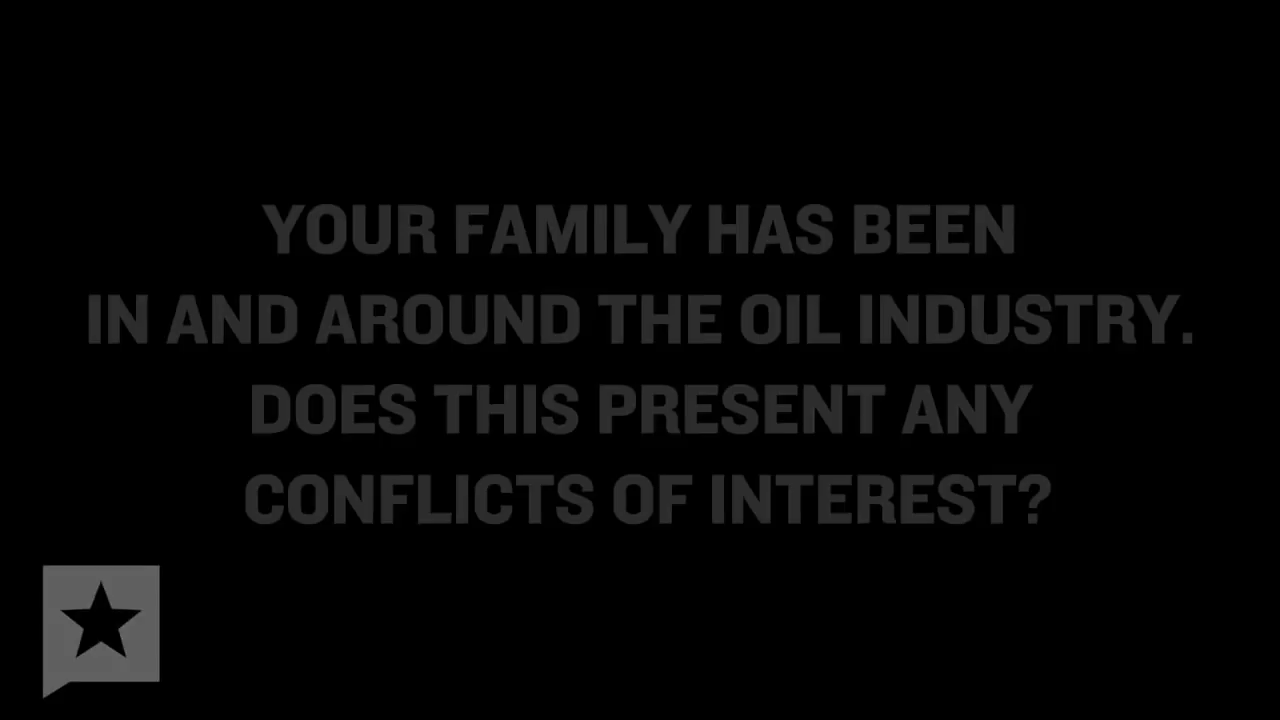 YOUR FAMILY HAS BEEN
IN AND AROUND THE OIL INDUSTRY.
DOES THIS PRESENT ANY
CONFLICTS OF INTEREST?